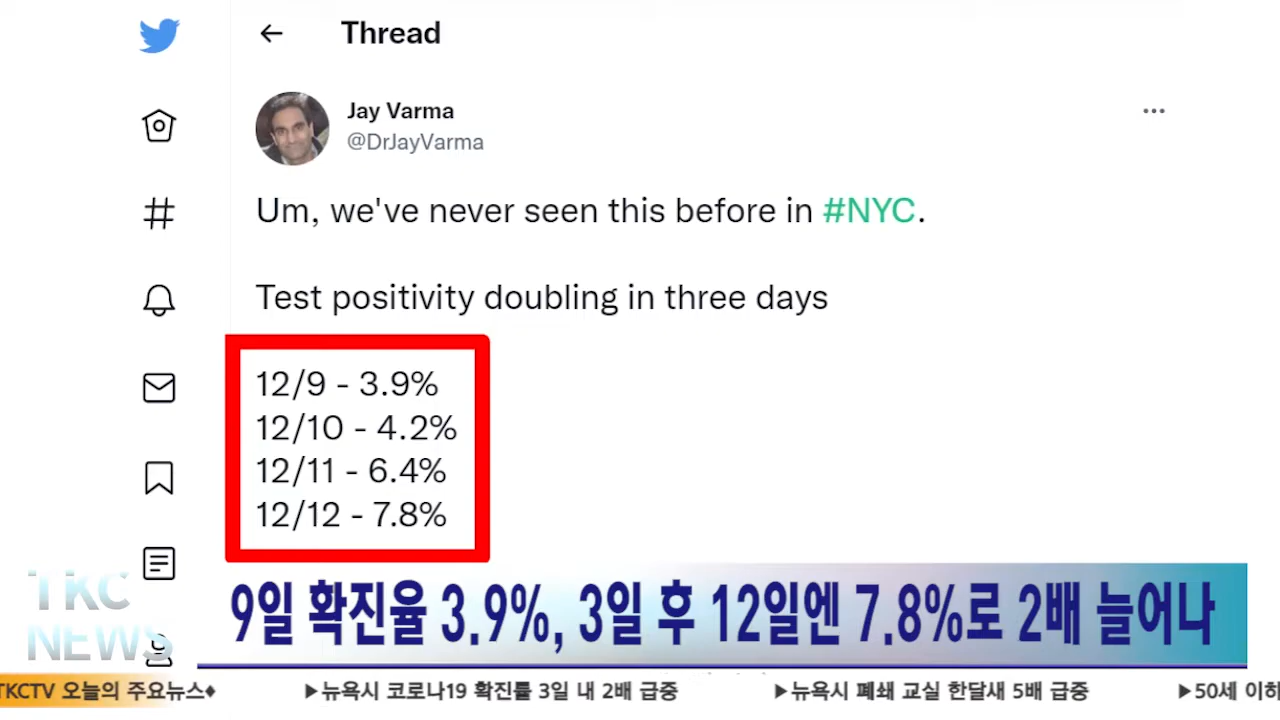 Thread
Jay Varma
@DrJayVarma
Um, we've never seen this before in #NYC.
Test positivity doubling in three days
12/9 - 3.9%
12/10 - 4.2%
12/11 - 6.4%
12/12 - 7.8%
TKC
NEWS
9일 확진율 3.9%, 3일 후 12일엔 7.8%로 2배 늘어나
TKCTV 오늘의 주요뉴스♦ ▶뉴욕시 코로나19 확진률 3일 내 2배 급증 ▶뉴욕시 폐쇄 교실 한달새 5배 급증 ▶50세 이하